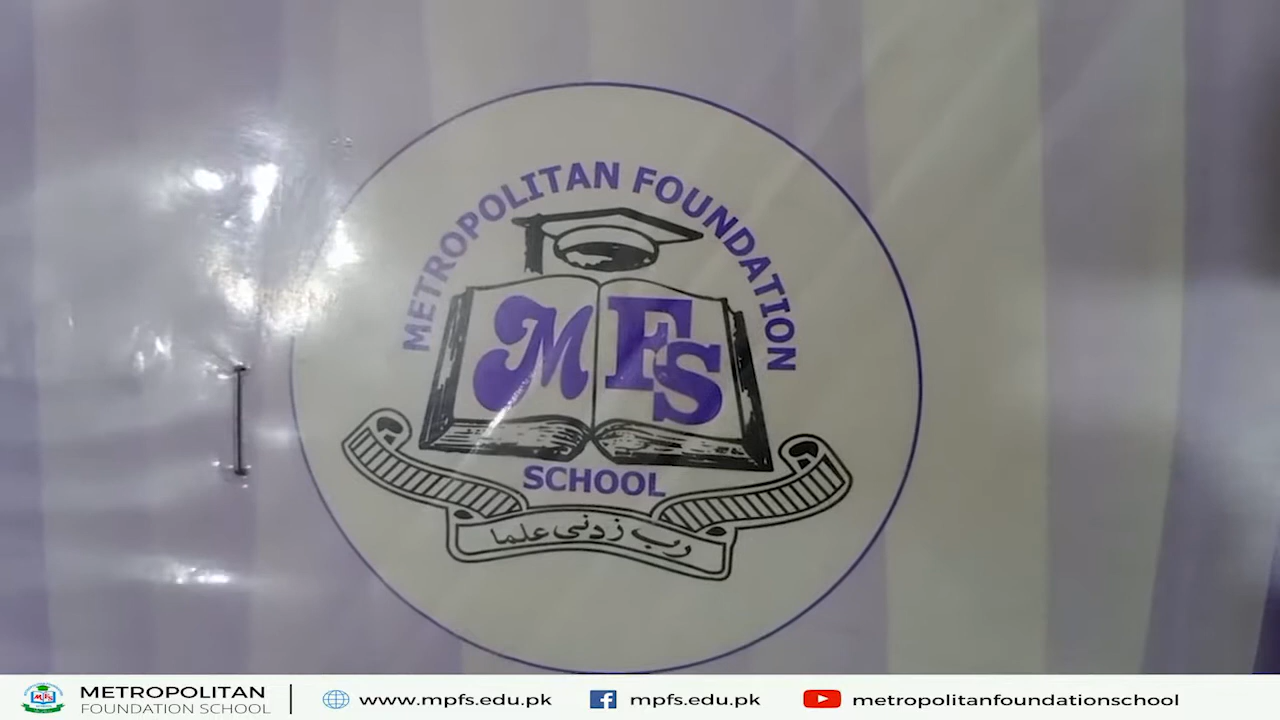 METROPOLITAN FOUNDATION
MFS
SCHOOL
رب زدنی علما
METROPOLITAN
FOUNDATION SCHOOL
www.mpfs.edu.pk
mpfs.edu.pk
metropolitanfoundationschool